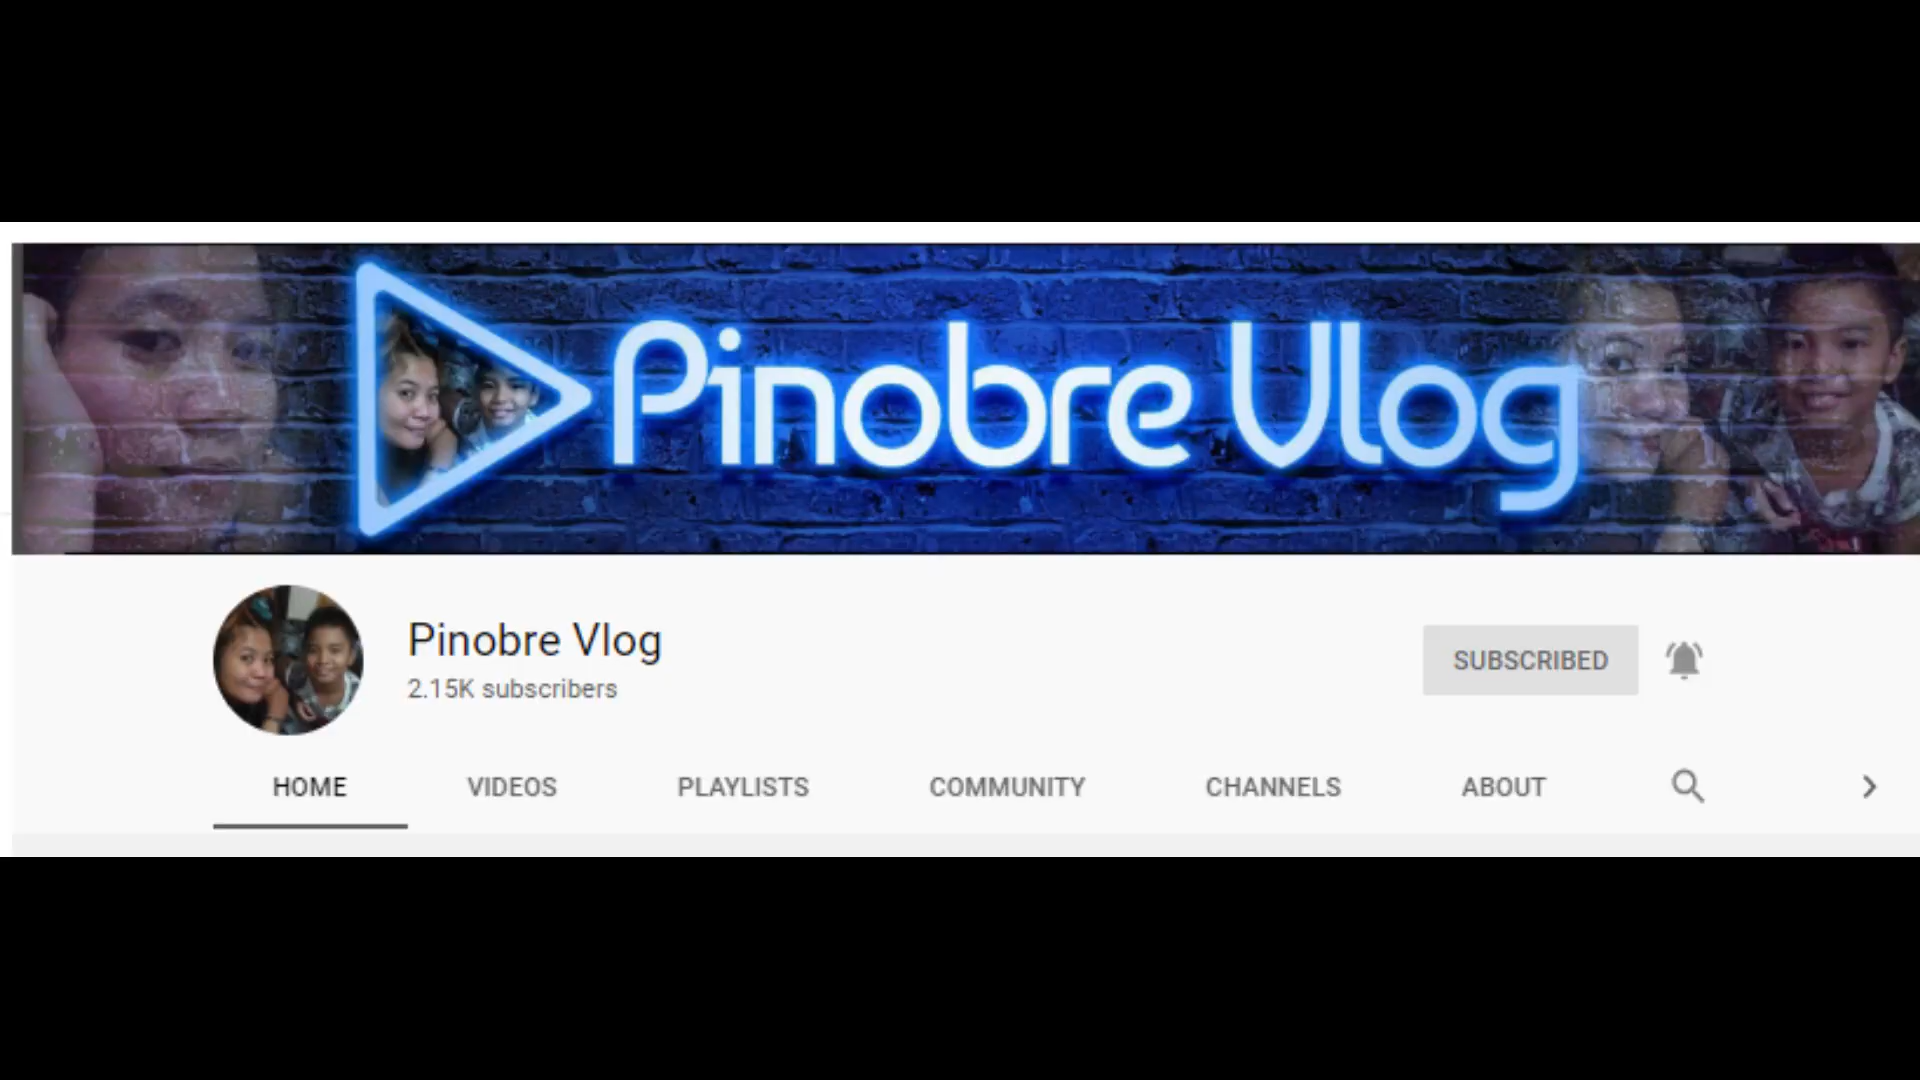 Pinobre Vlog
Pinobre Vlog
2.15K subscribers
SUBSCRIBED
HOME VIDEOS PLAYLISTS COMMUNITY CHANNELS ABOUT